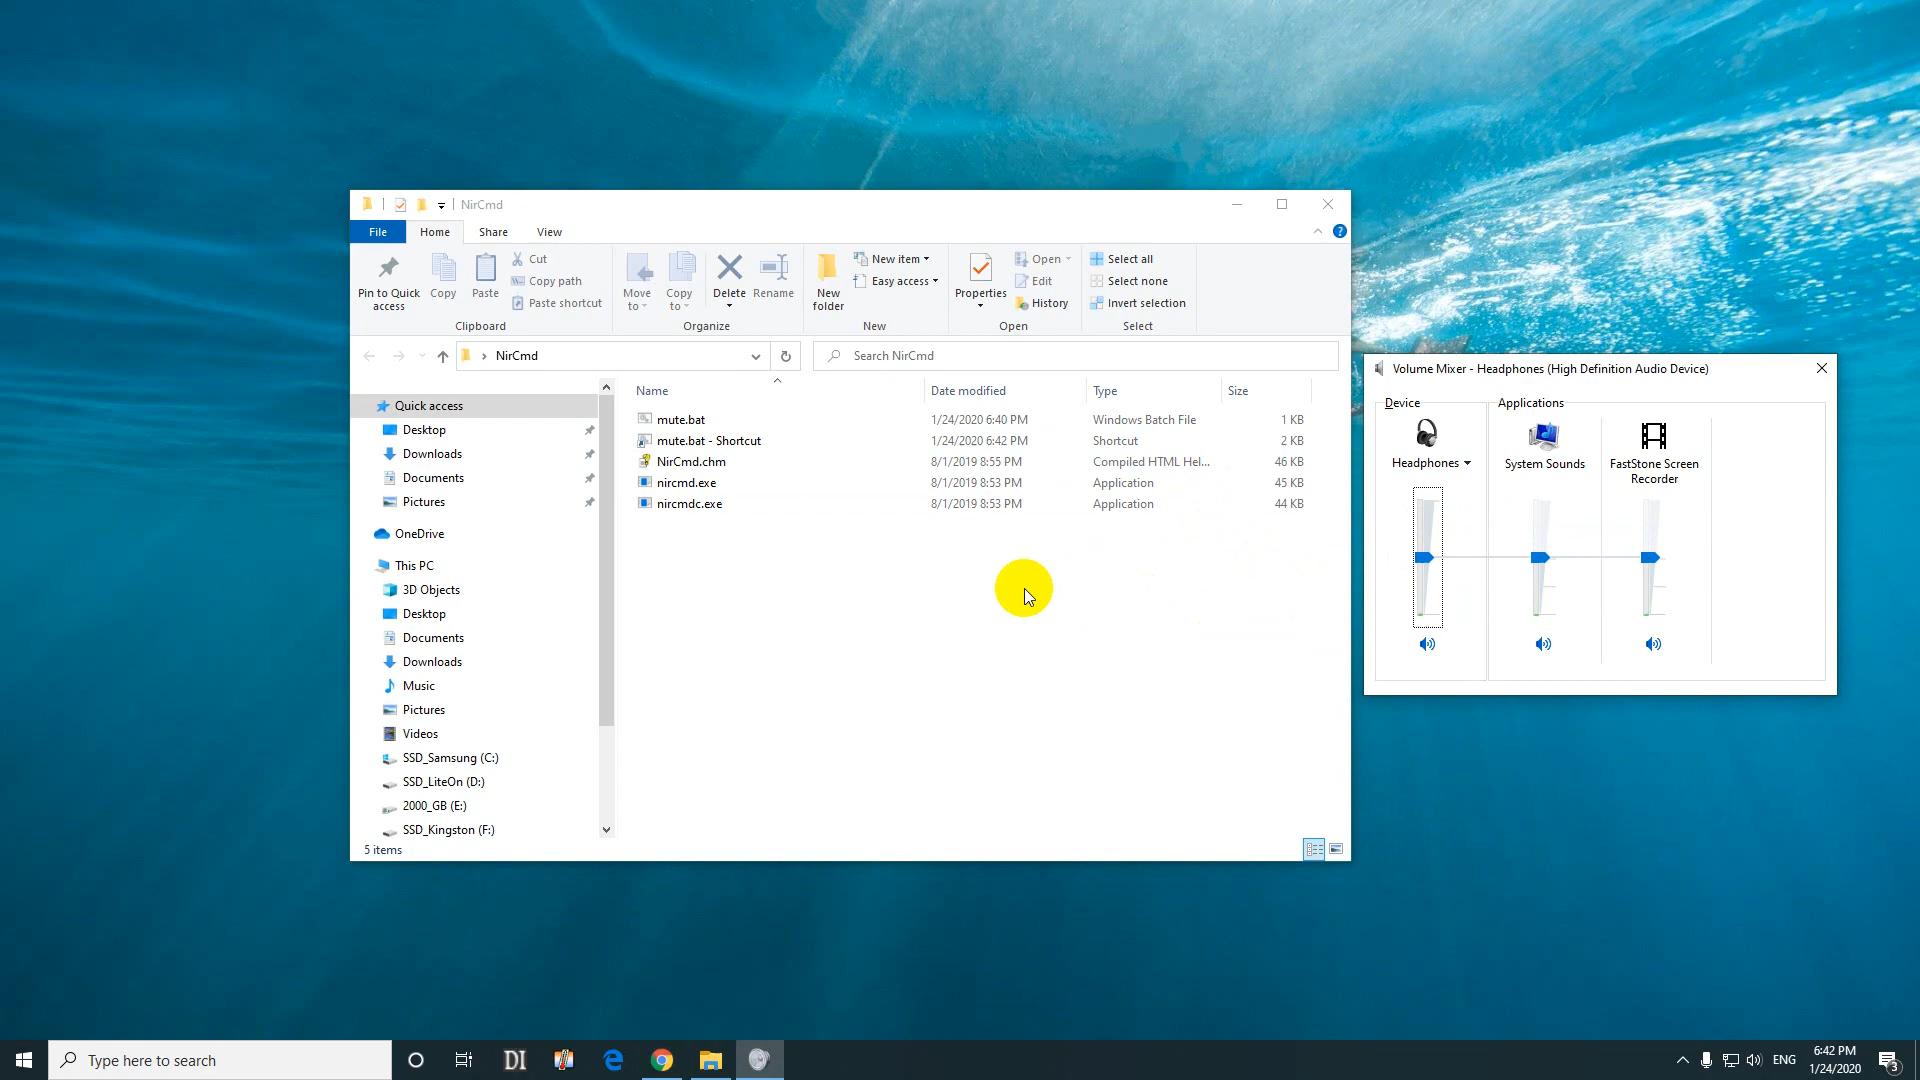 NirCmd
File Home Share View
Pin to Quick access
Copy
Paste
Cut
Copy path
Paste shortcut
Clipboard
Move to
Copy to
Delete
Rename
Organize
New folder
New item
Easy access
New
Properties
Open
Edit
History
Open
Select all
Select none
Invert selection
Select
NirCmd
Search NirCmd
Quick access
Desktop
Downloads
Documents
Pictures
OneDrive
This PC
3D Objects
Desktop
Documents
Downloads
Music
Pictures
Videos
SSD_Samsung (C:)
SSD_LiteOn (D:)
2000_GB (E:)
SSD_Kingston (F:)
Name Date modified Type Size
mute.bat 1/24/2020 6:40 PM Windows Batch File 1 KB
mute.bat - Shortcut 1/24/2020 6:42 PM Shortcut 2 KB
NirCmd.chm 8/1/2019 8:55 PM Compiled HTML Hel... 46 KB
nircmd.exe 8/1/2019 8:53 PM Application 45 KB
nircmdc.exe 8/1/2019 8:53 PM Application 44 KB
5 items
Volume Mixer - Headphones (High Definition Audio Device)
Device
Applications
Headphones
System Sounds
FastStone Screen
Recorder
Type here to search
DI
ENG
6:42 PM
1/24/2020
3